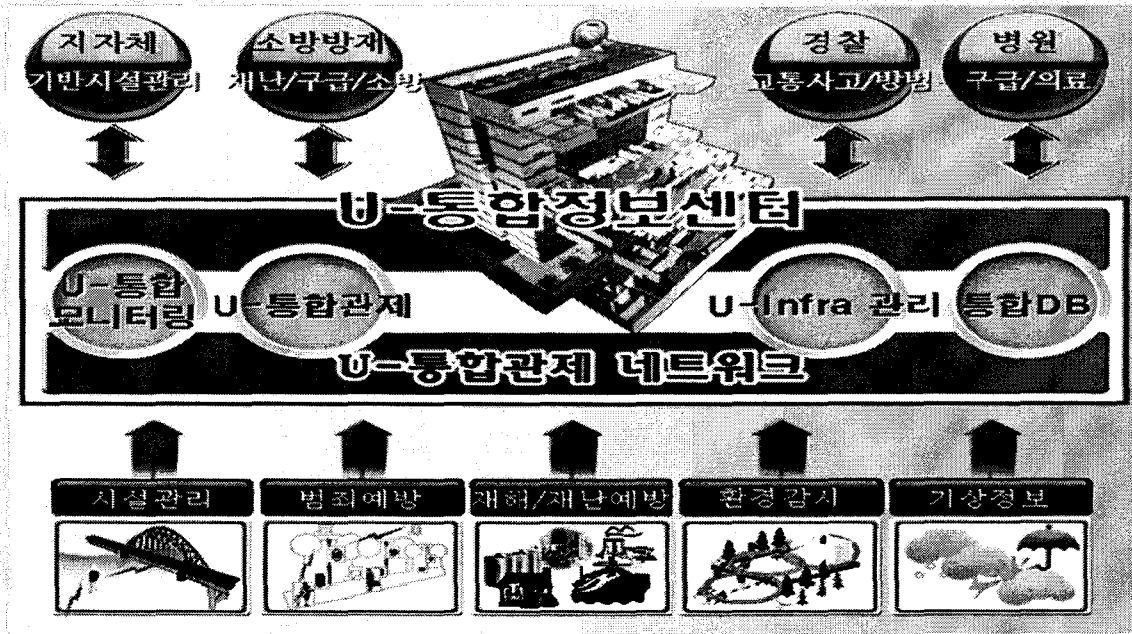 지자체
기반시설관리
소방방재
재난/구급/소방
경찰
교통사고/방범
병원
구급/의료
U-통합정보센터
U-통합
모니터링
U-통합관제
U-Infra 관리
통합DB
U-통합관제 네트워크
시설관리
범죄예방
재해/재난예방
환경감시
기상정보